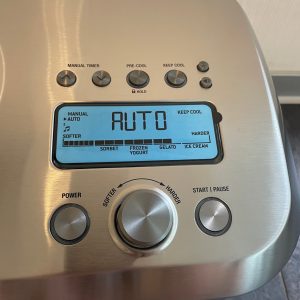 MANUAL TIMER PRE-COOL KEEP COOL
HOLD
MANUAL KEEP COOL
AUTO
AUTO
SOFTER HARDER
SORBET FROZEN YOGURT GELATO ICE CREAM
POWER SOFTER HARDER START | PAUSE